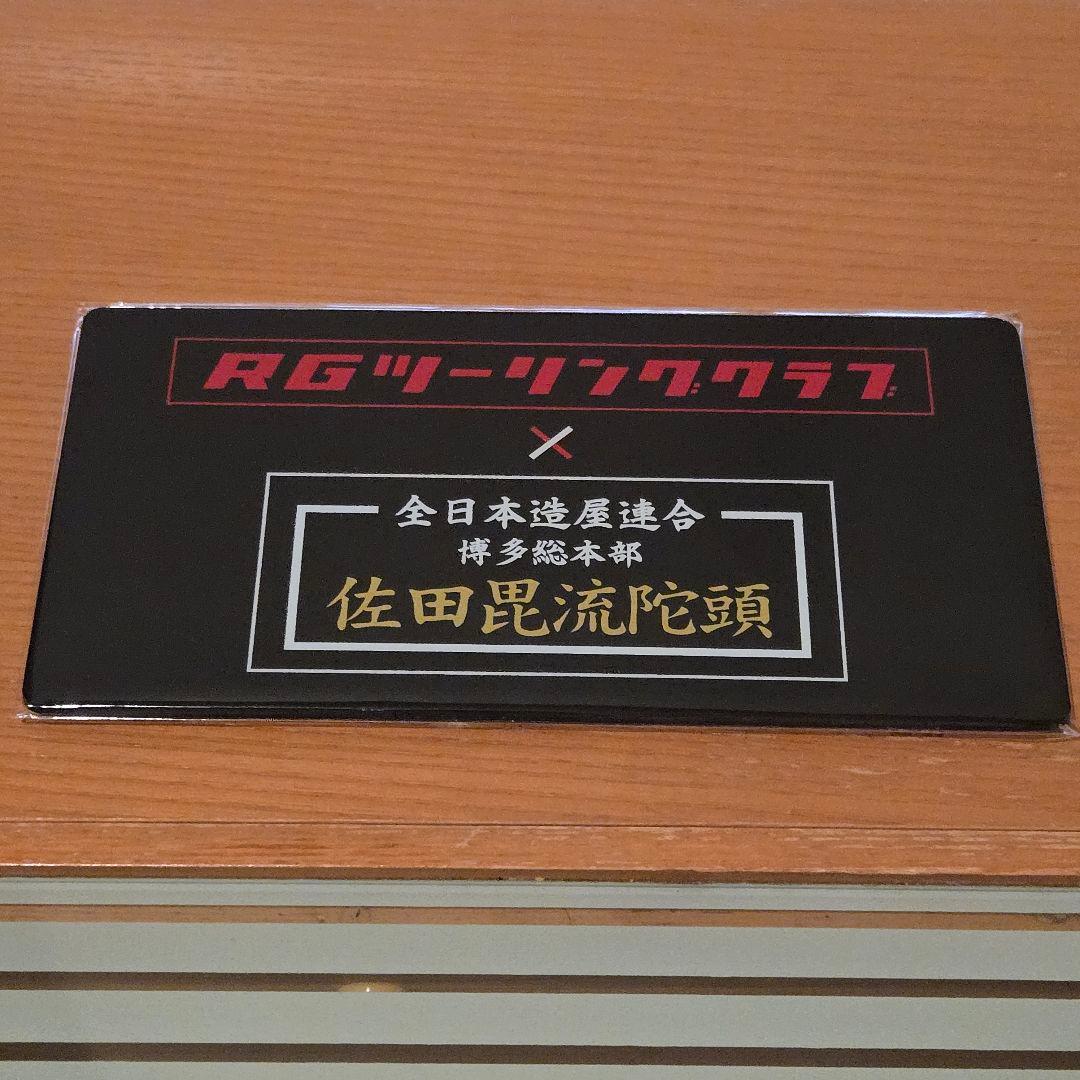 RGツーリングクラブ
×
全日本造屋連合
博多総本部
佐田毘流陀頭